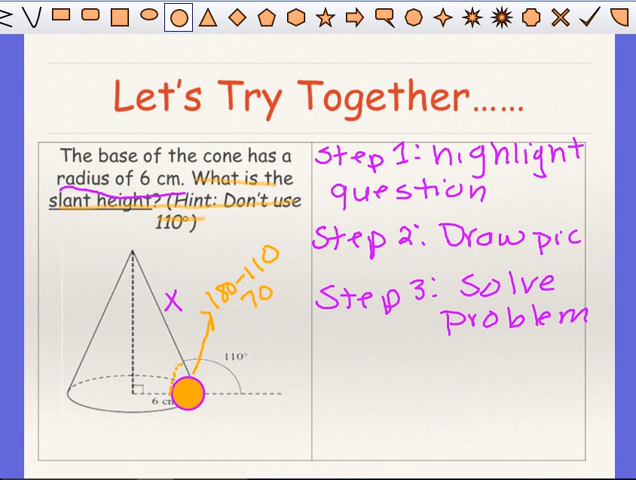 Let's Try Together……
The base of the cone has a
radius of 6 cm. What is the
slant height? (Hint: Don't use
110°)
Step 1: highlight
question
Step 2: Draw pic
Step 3: Solve
problem
180-110
70
X
110°
6 cm